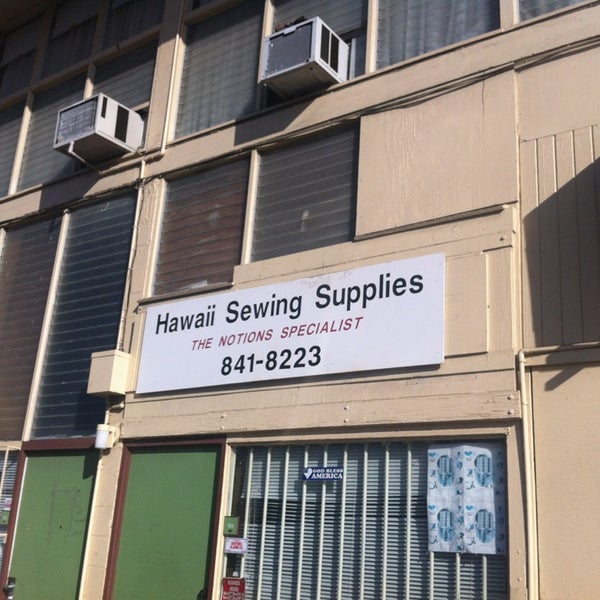 Hawaii Sewing Supplies
THE NOTIONS SPECIALIST
841-8223
GOD BLESS
AMERICA